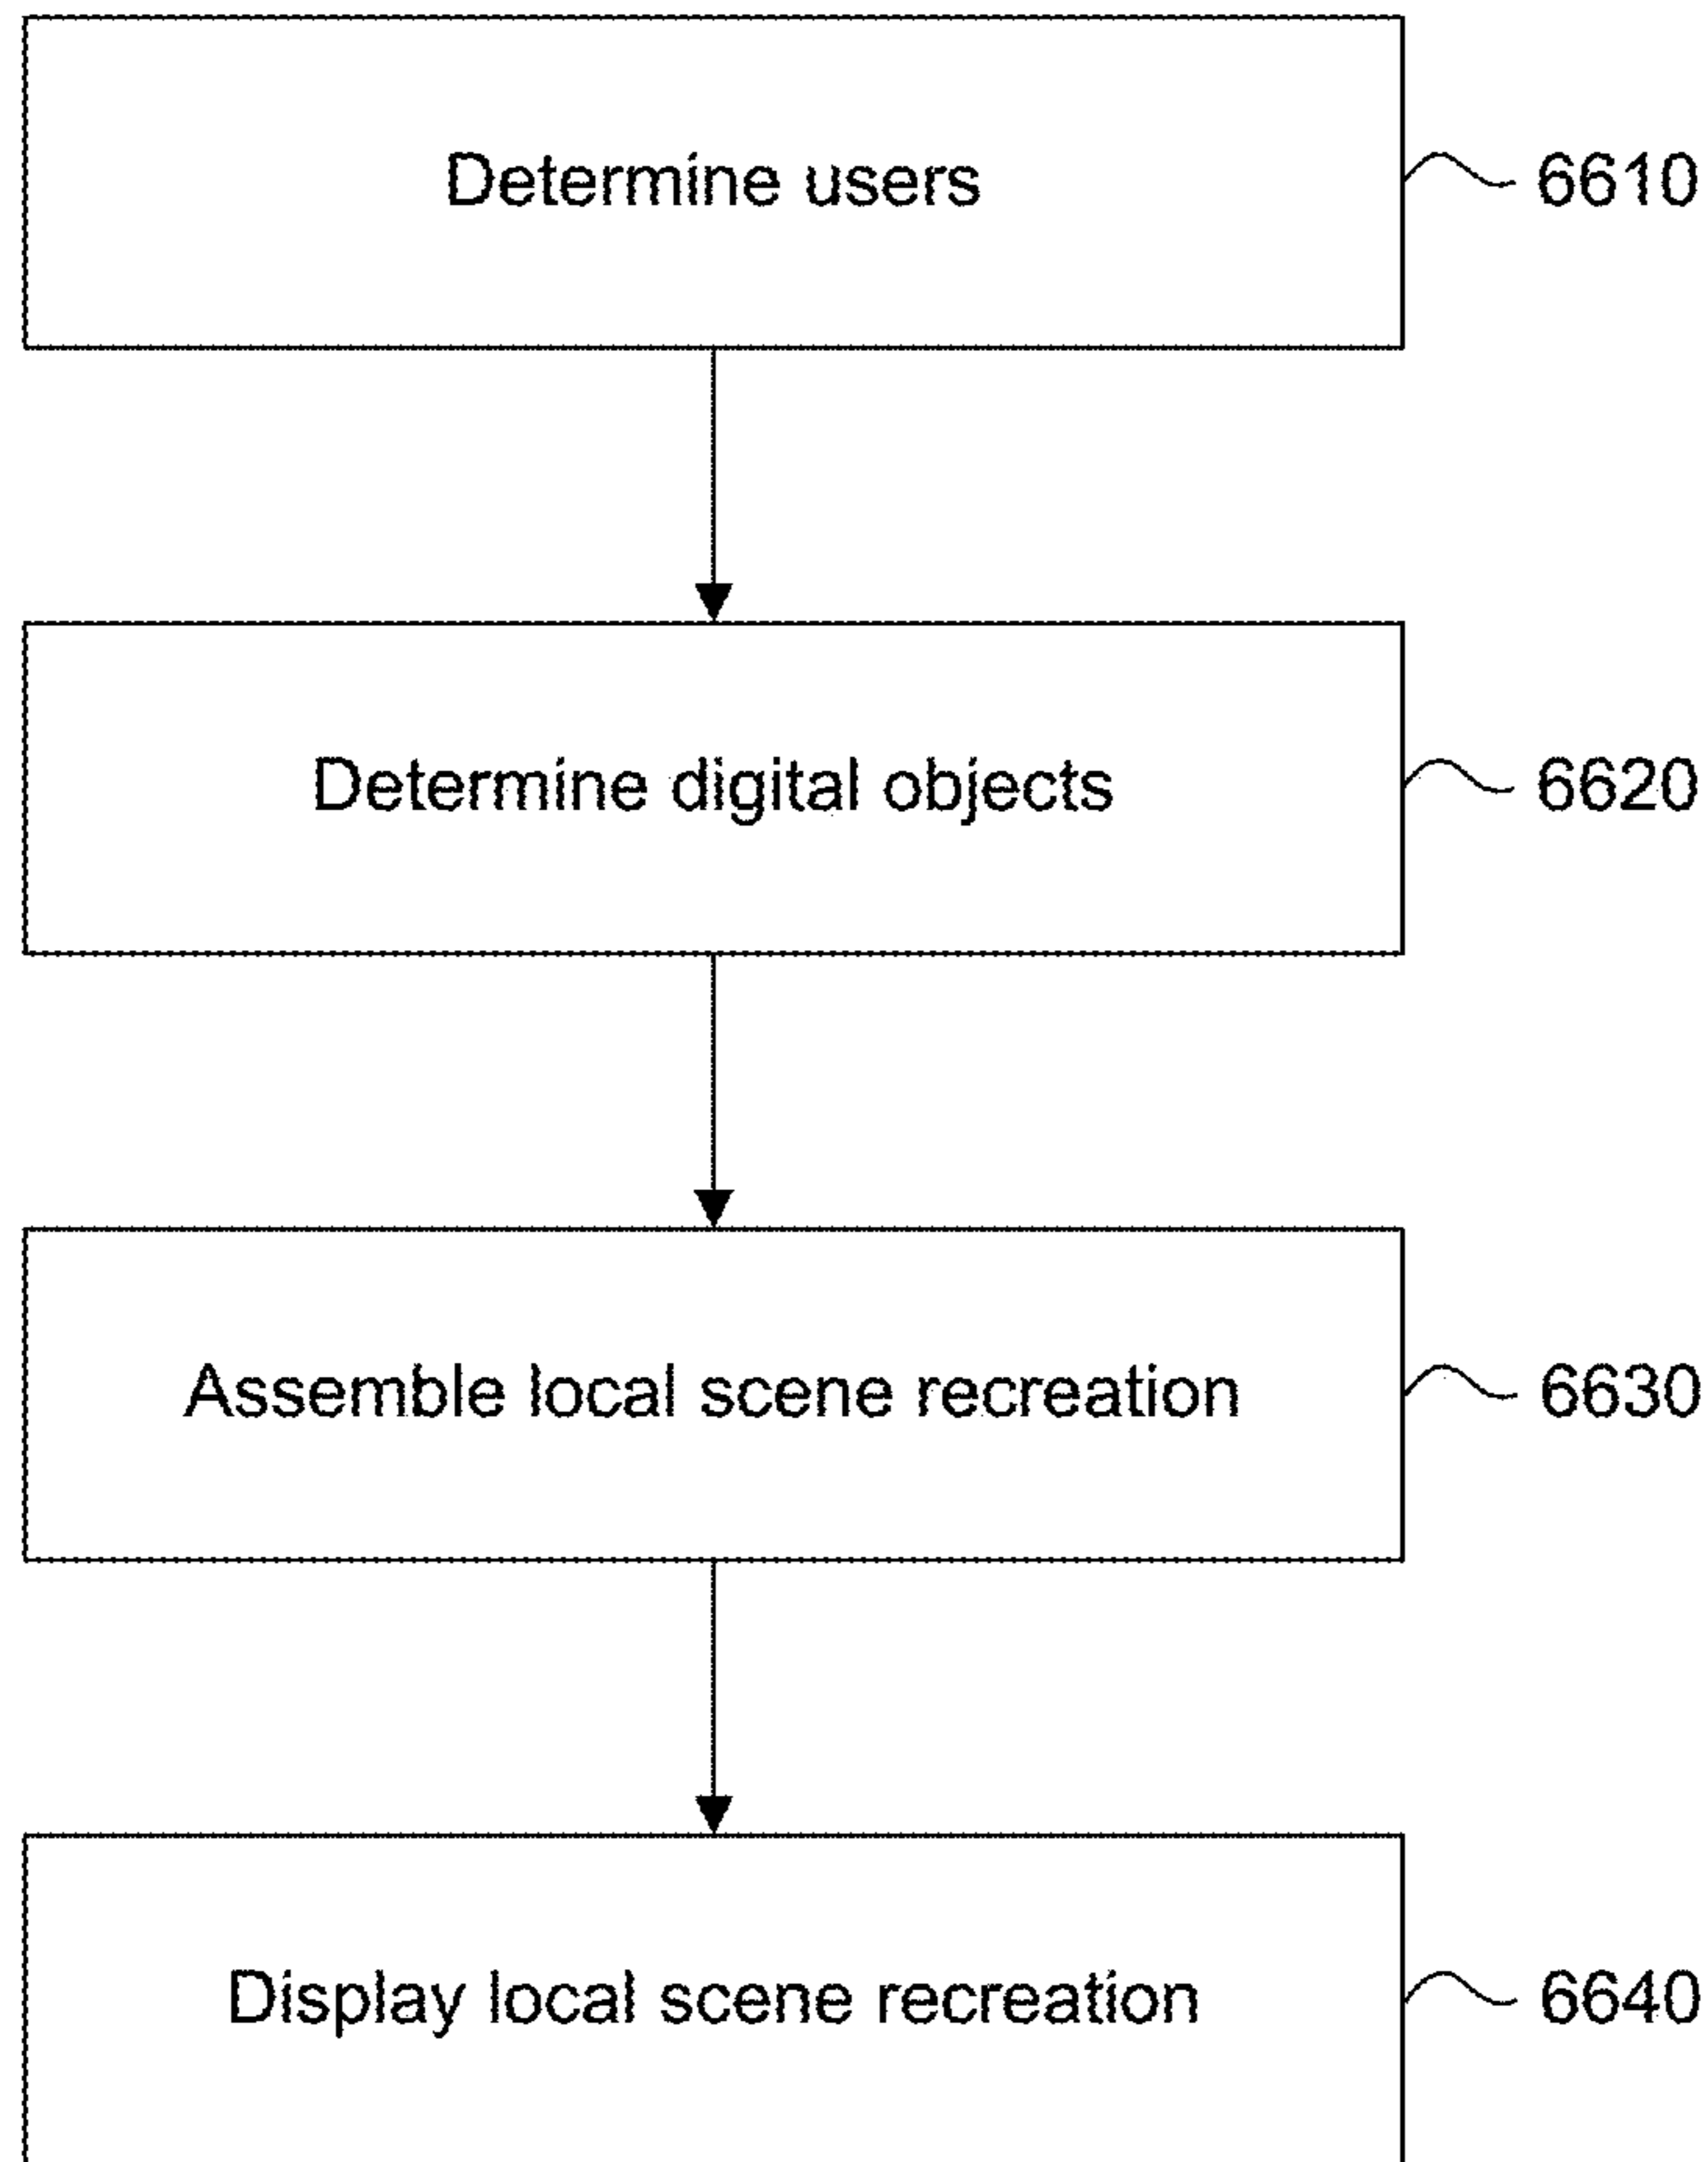 Determine users
6610
Determine digital objects
6620
Assemble local scene recreation
6630
Display local scene recreation
6640